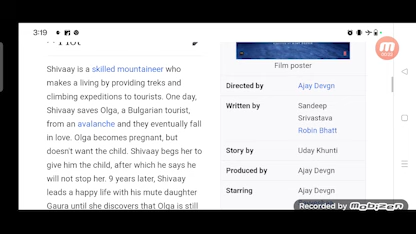 3:19
Plot
Shivaay is a skilled mountaineer who
makes a living by providing treks and
climbing expeditions to tourists. One day,
Shivaay saves Olga, a Bulgarian tourist,
from an avalanche and they eventually fall
in love. Olga becomes pregnant, but
doesn't want the child. Shivaay begs her to
give him the child, after which he says he
will not stop her. 9 years later, Shivaay
leads a happy life with his mute daughter
Gaura until she discovers that Olga is still
Film poster
Directed by Ajay Devgn
Written by Sandeep
Srivastava
Robin Bhatt
Story by Uday Khunti
Produced by Ajay Devgn
Starring Ajay Devgn
Recorded by Mobizen